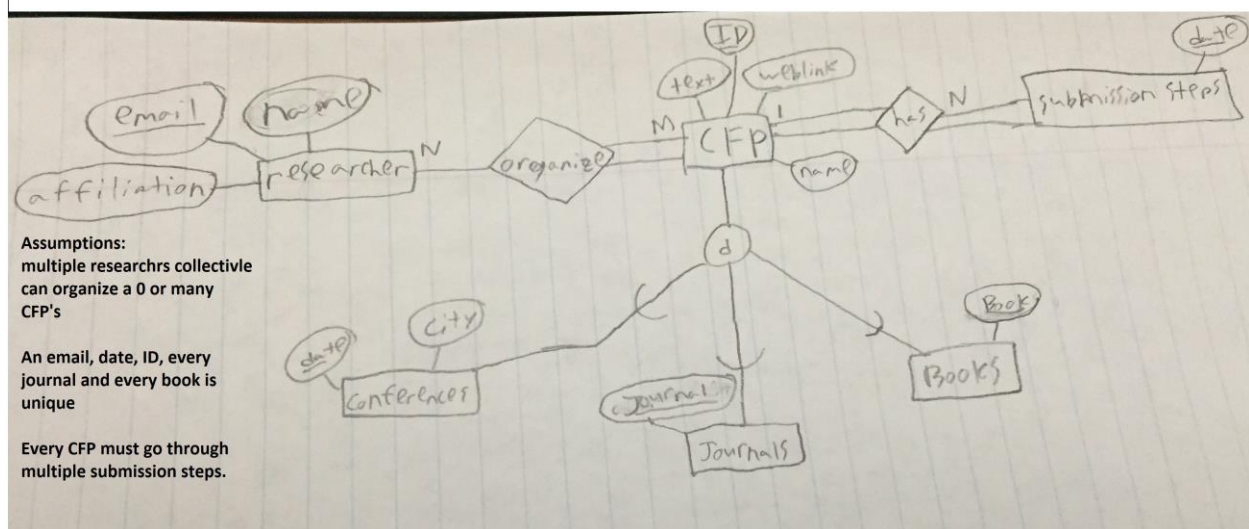 ID
date
text
weblink
email
name
submission steps
N
has
1
M
CFP
N
organize
researcher
name
affiliation
d
Assumptions:
multiple researchrs collectivle
can organize a 0 or many
CFP's
An email, date, ID, every
journal and every book is
unique
Every CFP must go through
multiple submission steps.
date
city
Book
conferences
Books
Journal
Journals